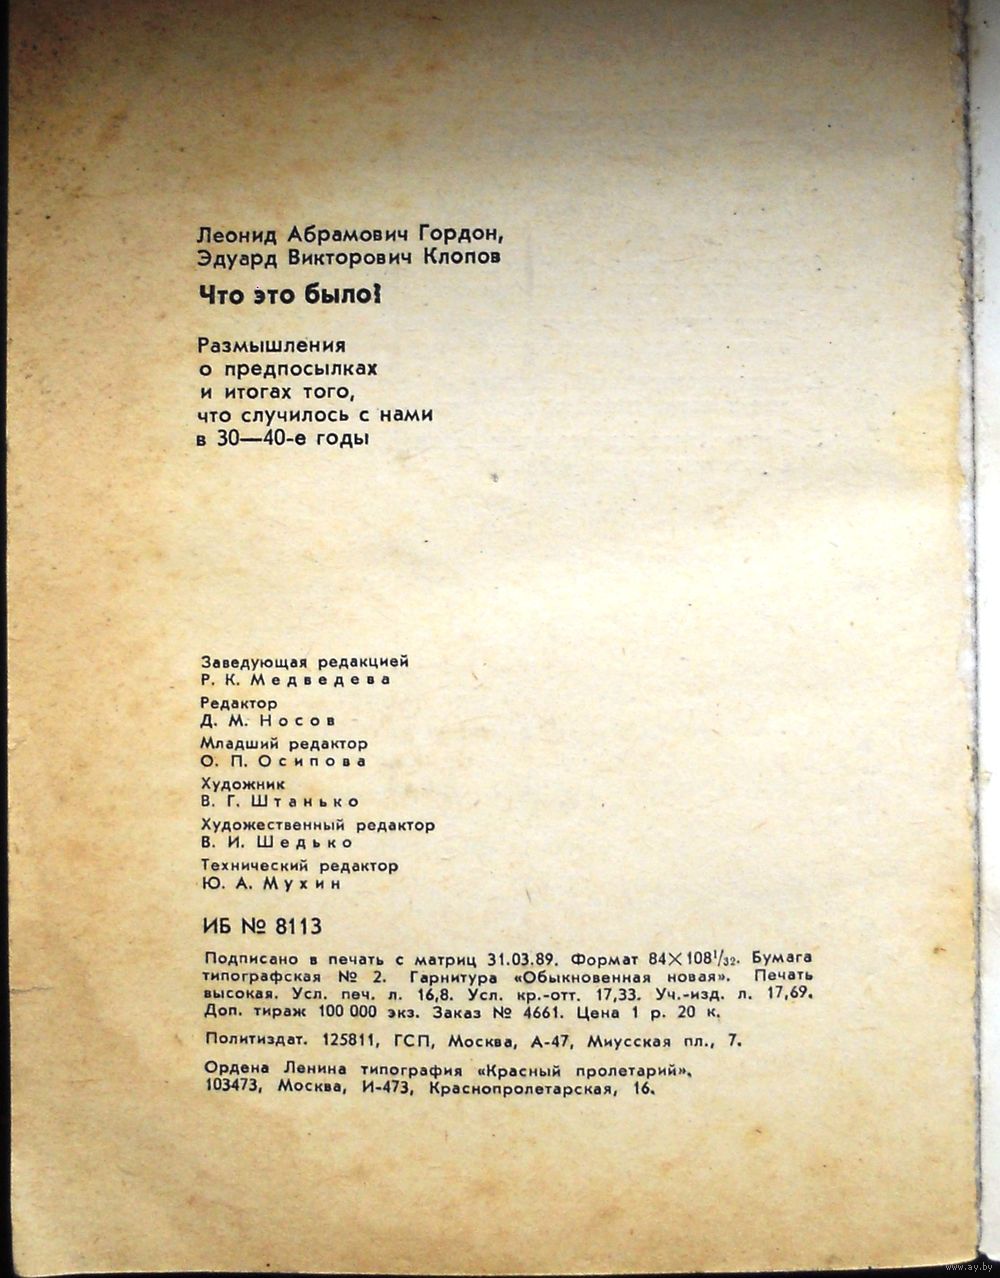 Леонид Абрамович Гордон,
Эдуард Викторович Клопов
Что это было?
Размышления
о предпосылках
и итогах того,
что случилось с нами
в 30—40-е годы
Заведующая редакцией
Р. К. Медведева
Редактор
Д. М. Носов
Младший редактор
О. П. Осипова
Художник
В. Г. Штанько
Художественный редактор
В. И. Шедько
Технический редактор
Ю. А. Мухин
ИБ № 8113
Подписано в печать с матриц 31.03.89. Формат 84×108¹/₃₂. Бумага
типографская № 2. Гарнитура «Обыкновенная новая». Печать
высокая. Усл. печ. л. 16,8. Усл. кр.-отт. 17,33. Уч.-изд. л. 17,69.
Доп. тираж 100 000 экз. Заказ № 4661. Цена 1 р. 20 к.
Политиздат. 125811, ГСП, Москва, А-47, Миусская пл., 7.
Ордена Ленина типография «Красный пролетарий».
103473, Москва, И-473, Краснопролетарская, 16.
www.ay.by